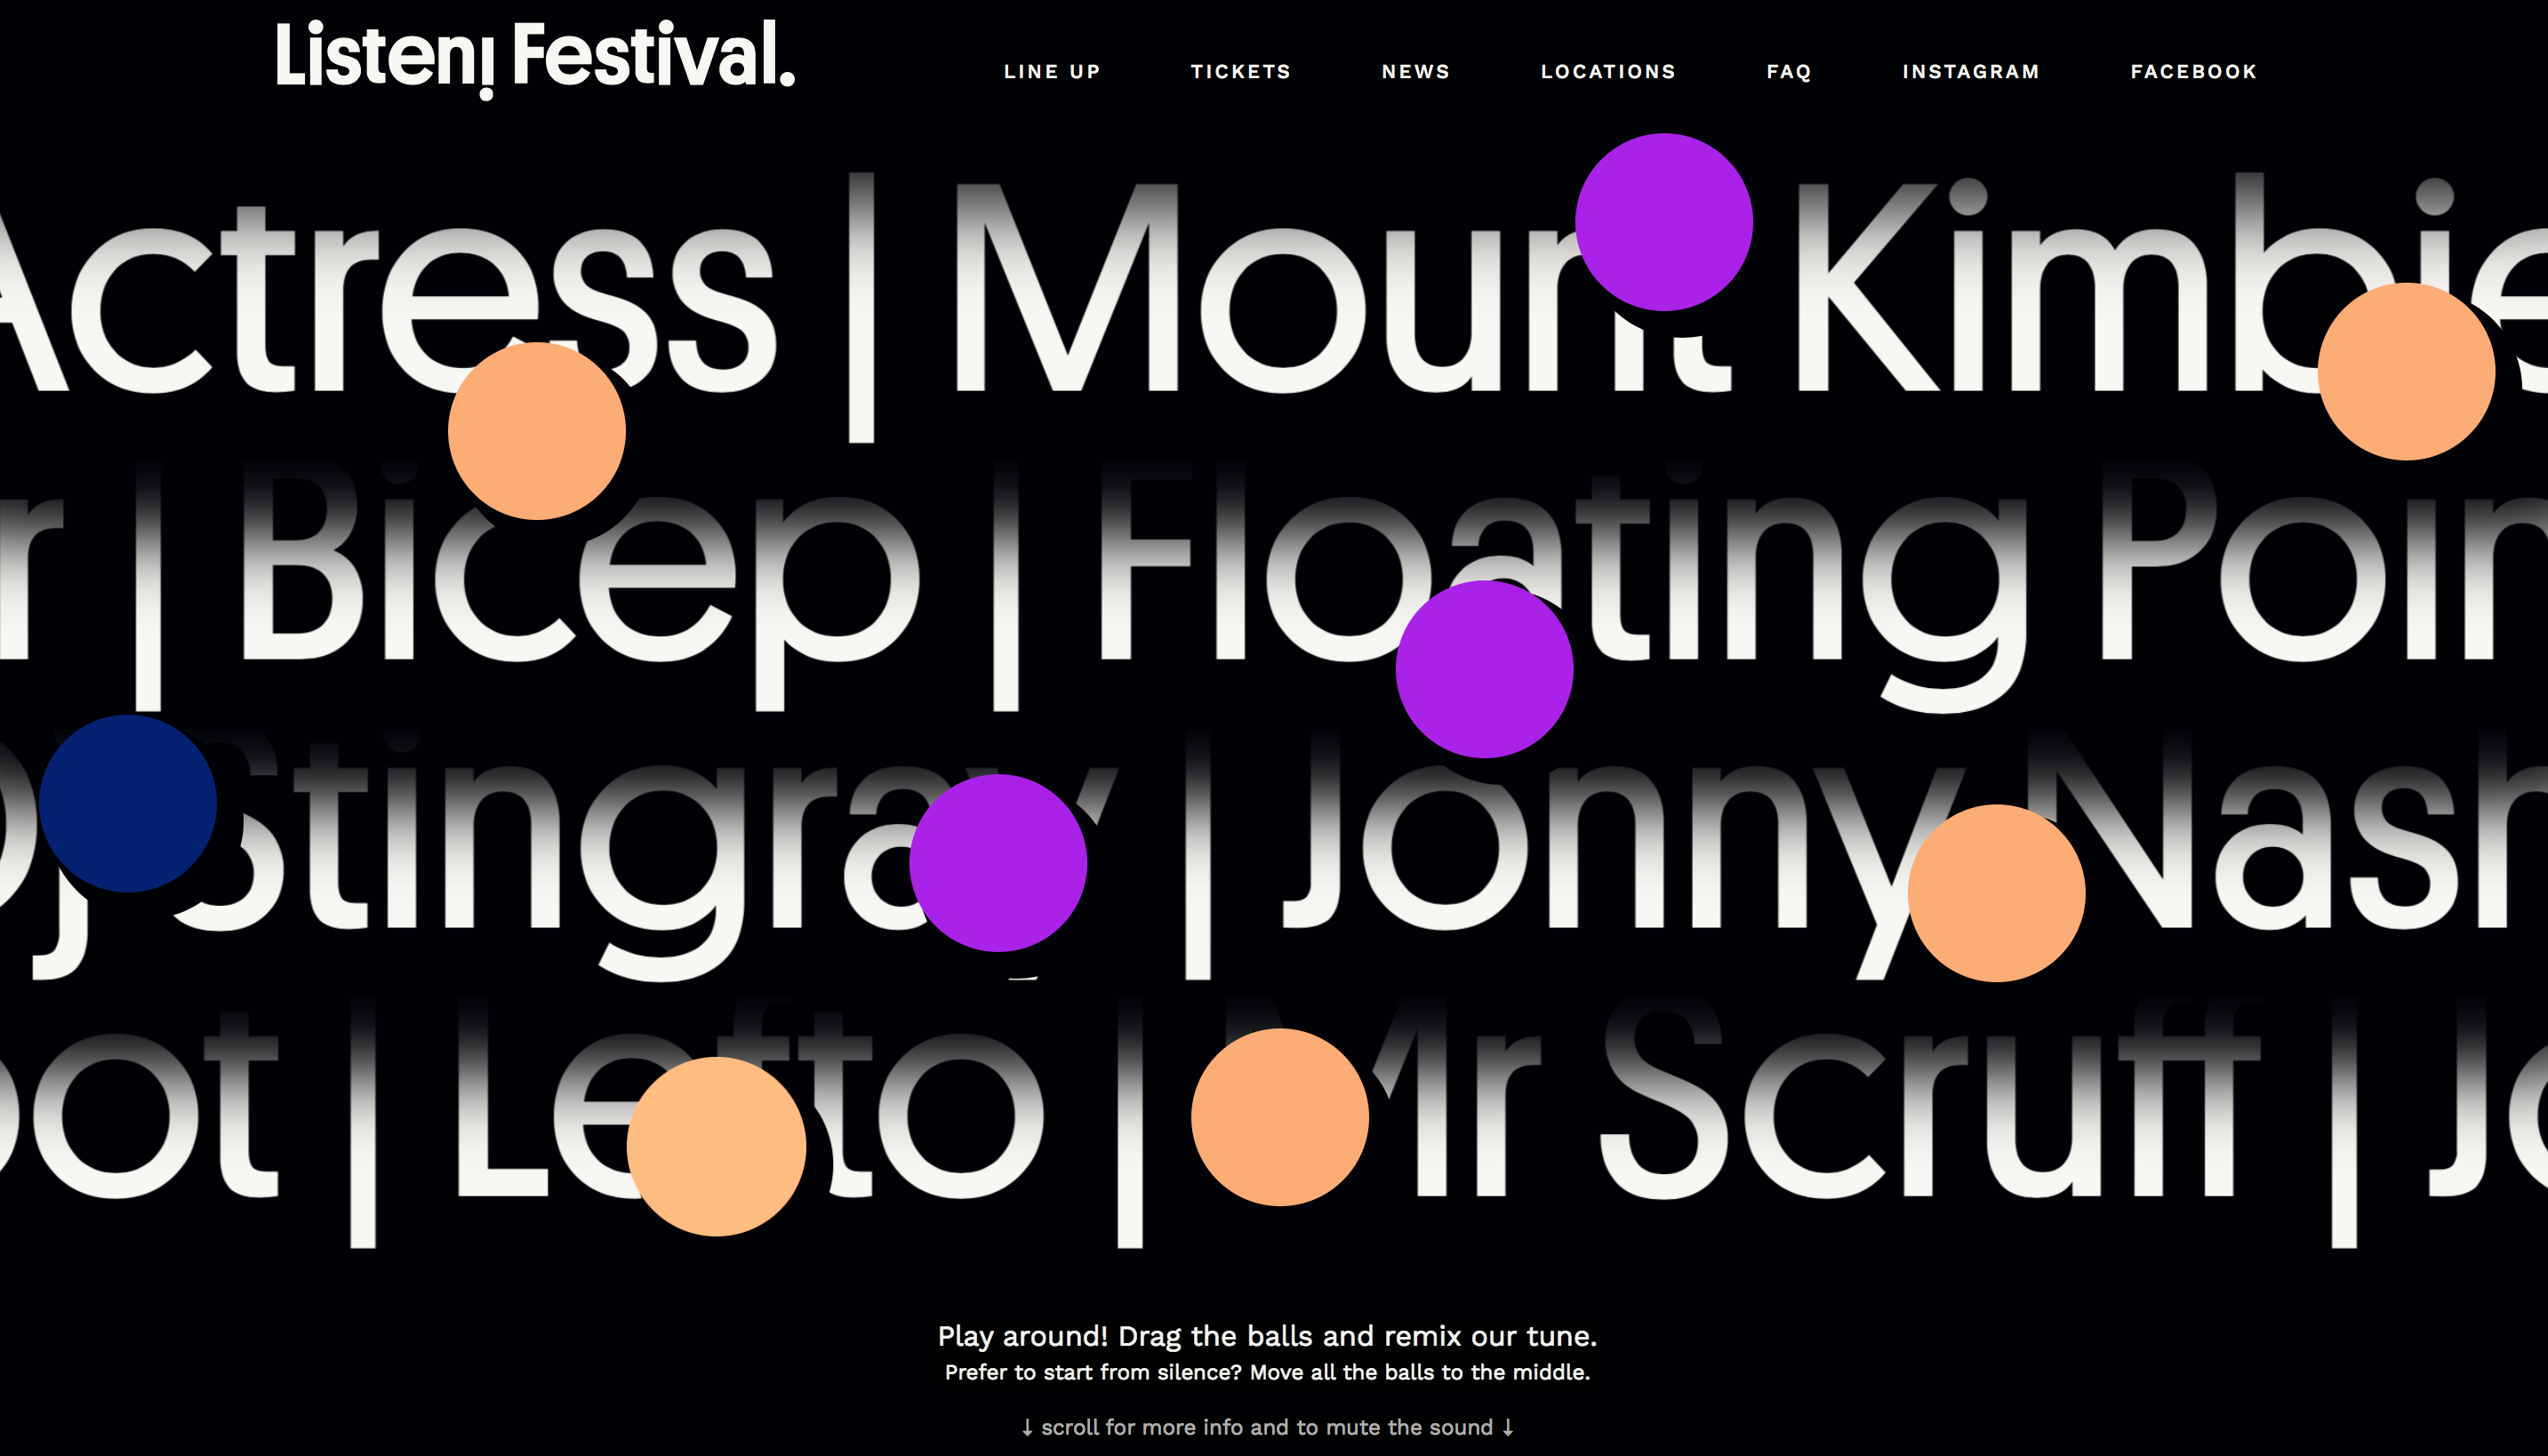 Listen¡ Festival.
LINE UP TICKETS NEWS LOCATIONS FAQ INSTAGRAM FACEBOOK
Actress | Mount Kimbie
r | Bicep | Floating Poin
Stingray | Jonny Nash
oot | Lefto | Mr Scruff | Jo
Play around! Drag the balls and remix our tune.
Prefer to start from silence? Move all the balls to the middle.
↓ scroll for more info and to mute the sound ↓